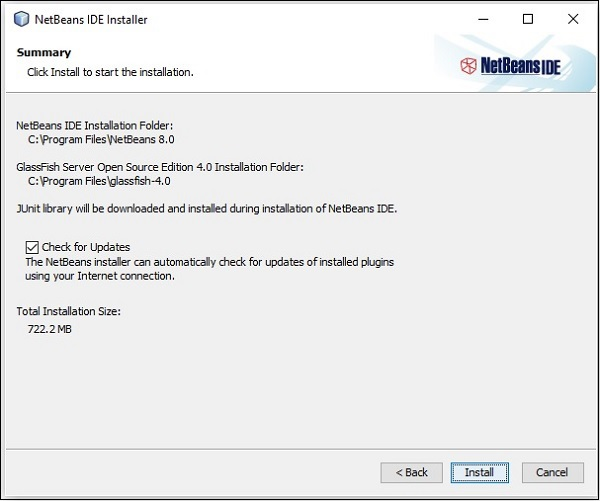 NetBeans IDE Installer
Summary
Click Install to start the installation.
NetBeans IDE
NetBeans IDE Installation Folder:
C:\Program Files\NetBeans 8.0
GlassFish Server Open Source Edition 4.0 Installation Folder:
C:\Program Files\glassfish-4.0
JUnit library will be downloaded and installed during installation of NetBeans IDE.
Check for Updates
The NetBeans installer can automatically check for updates of installed plugins
using your Internet connection.
Total Installation Size:
722.2 MB
< Back Install Cancel